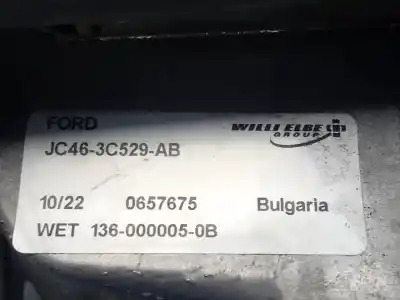 FORD
WILLI ELBE
GROUP
JC46-3C529-AB
10/22 0657675 Bulgaria
WET 136-000005-0B